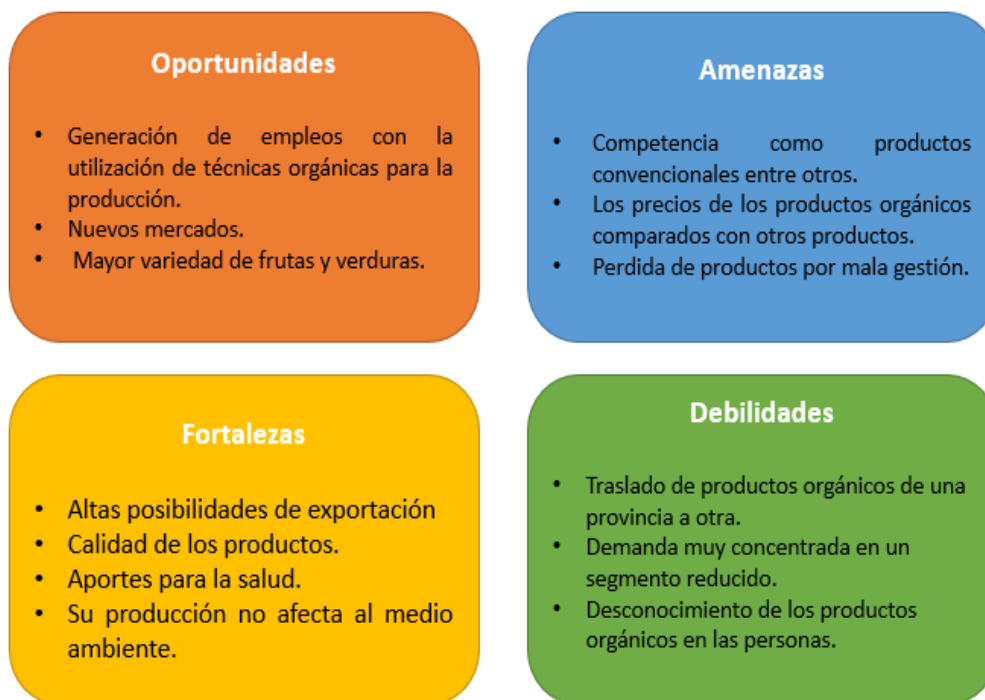 Oportunidades
• Generación de empleos con la
utilización de técnicas orgánicas para la
producción.
• Nuevos mercados.
• Mayor variedad de frutas y verduras.
Amenazas
• Competencia como productos
convencionales entre otros.
• Los precios de los productos orgánicos
comparados con otros productos.
• Perdida de productos por mala gestión.
Fortalezas
• Altas posibilidades de exportación
• Calidad de los productos.
• Aportes para la salud.
• Su producción no afecta al medio
ambiente.
Debilidades
• Traslado de productos orgánicos de una
provincia a otra.
• Demanda muy concentrada en un
segmento reducido.
• Desconocimiento de los productos
orgánicos en las personas.